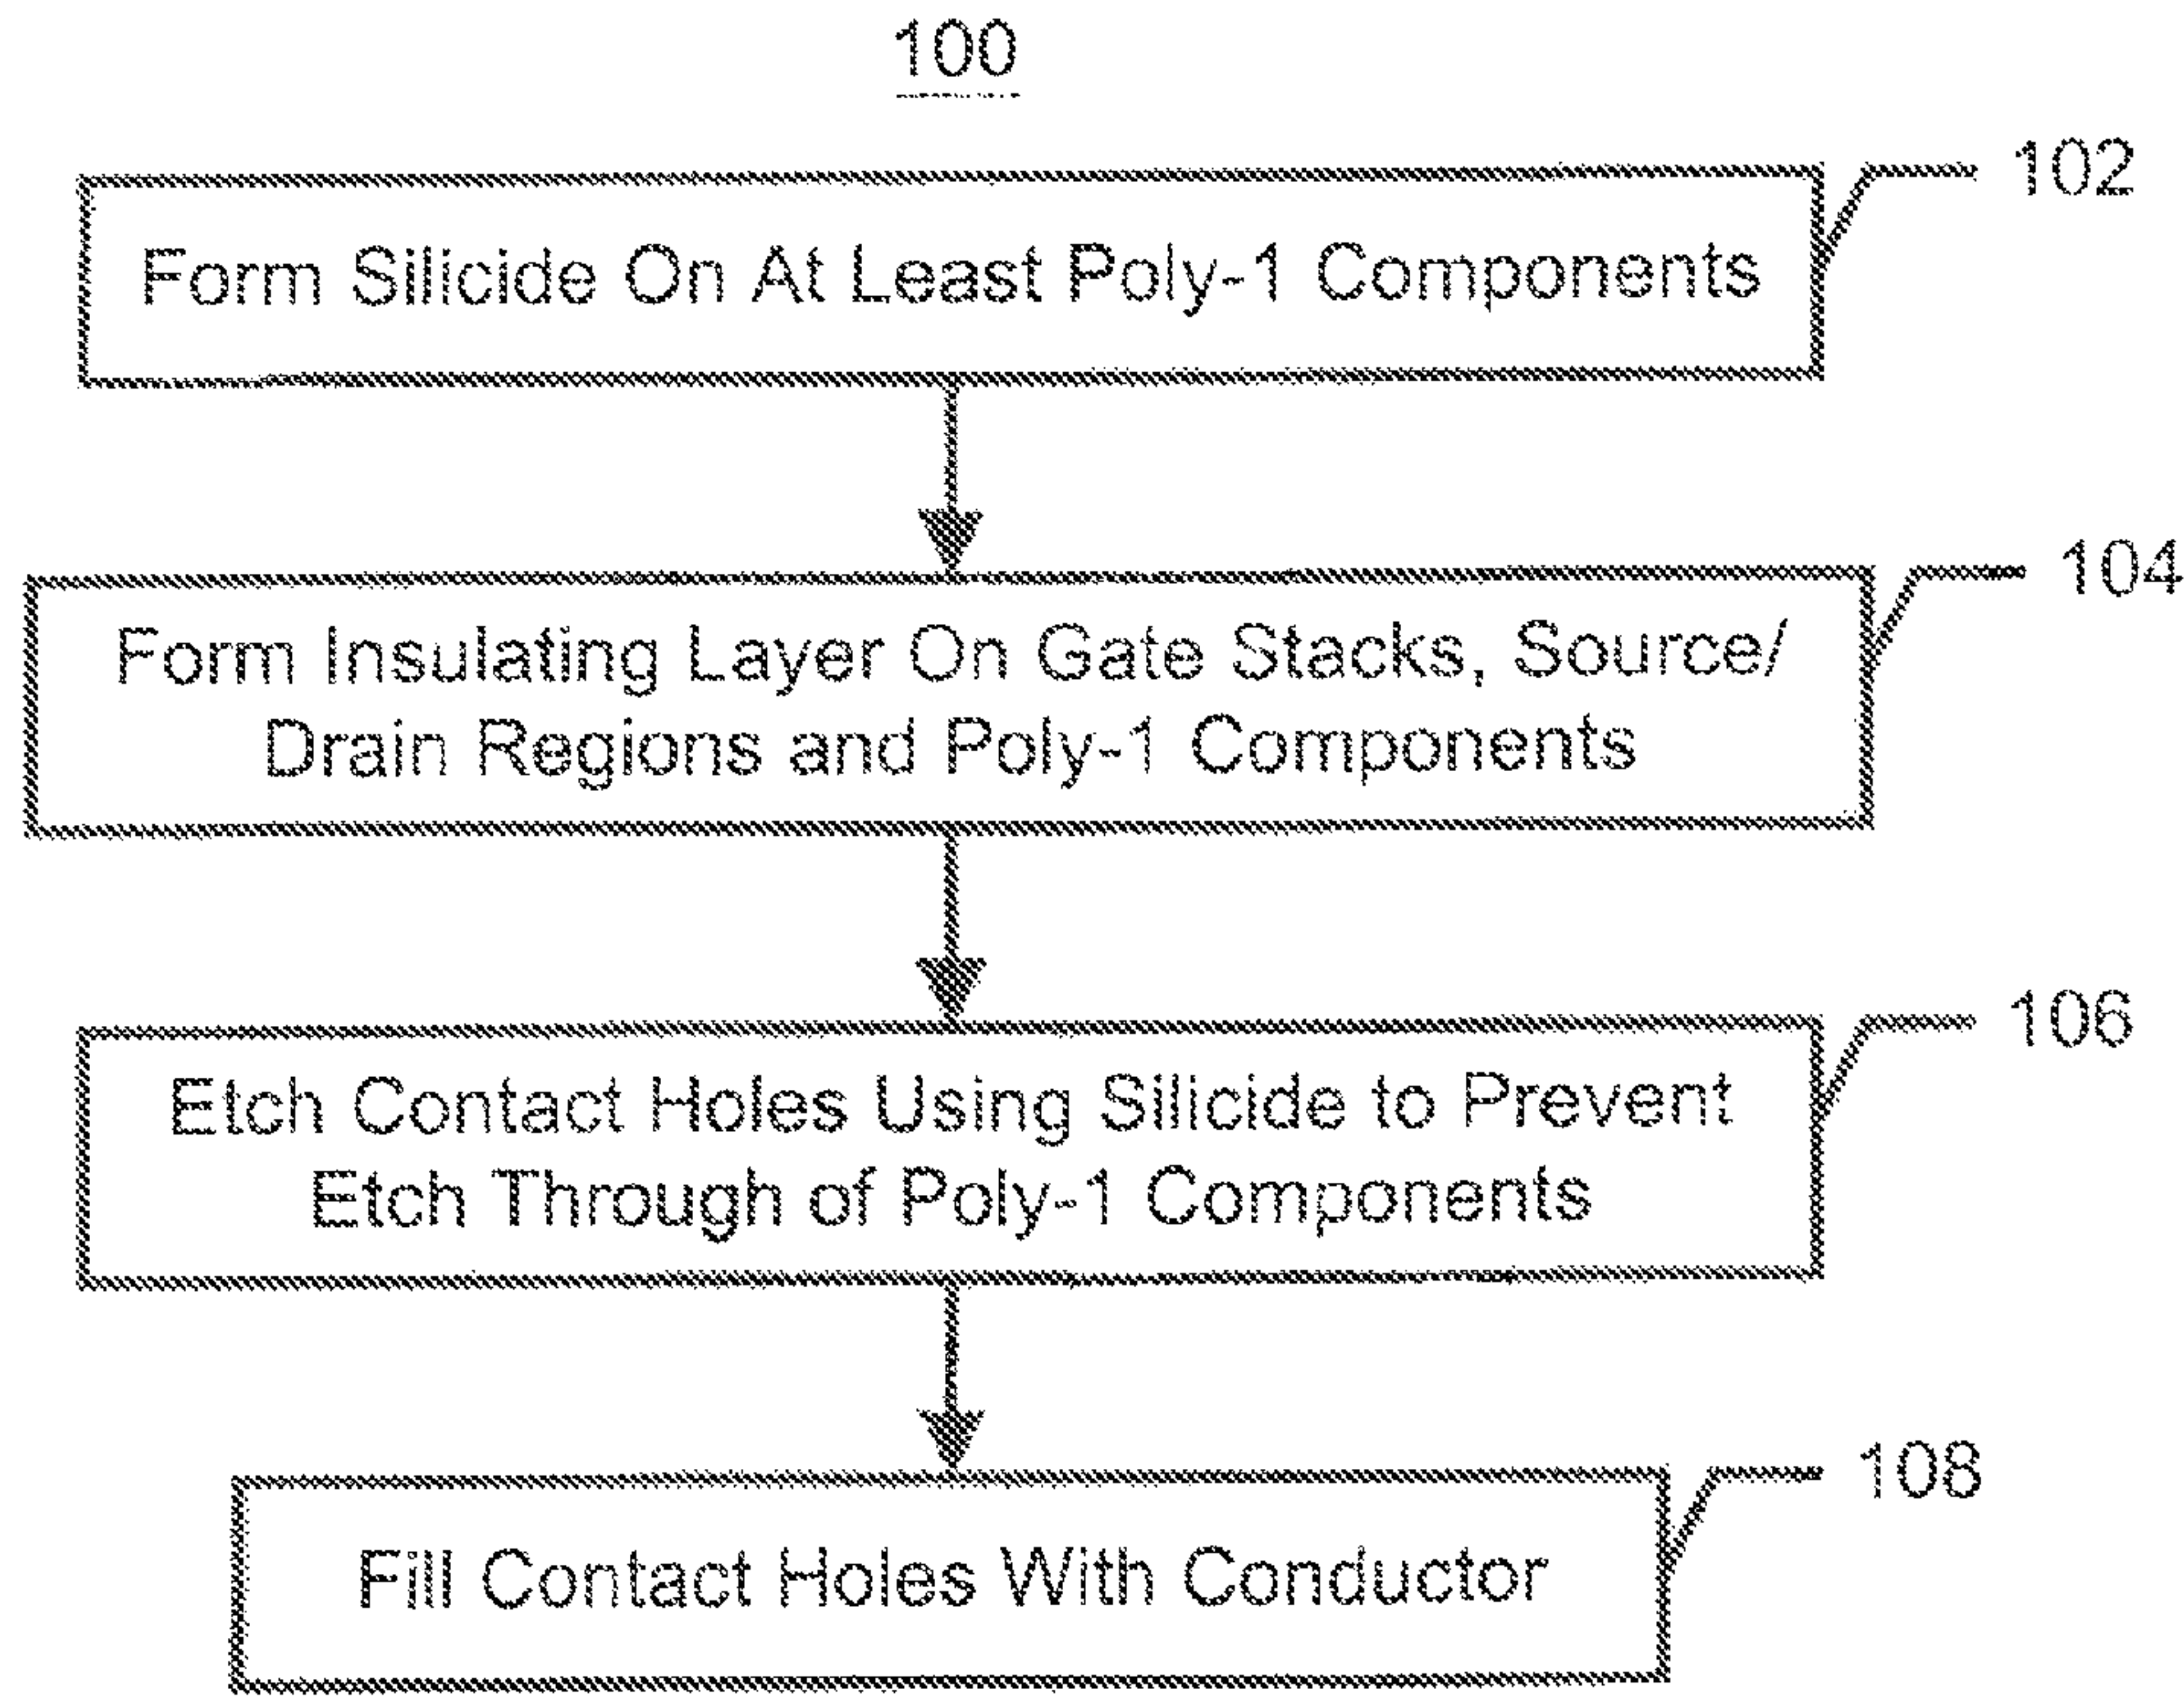 100
102
Form Silicide On At Least Poly-1 Components
104
Form Insulating Layer On Gate Stacks, Source/
Drain Regions and Poly-1 Components
106
Etch Contact Holes Using Silicide to Prevent
Etch Through of Poly-1 Components
108
Fill Contact Holes With Conductor